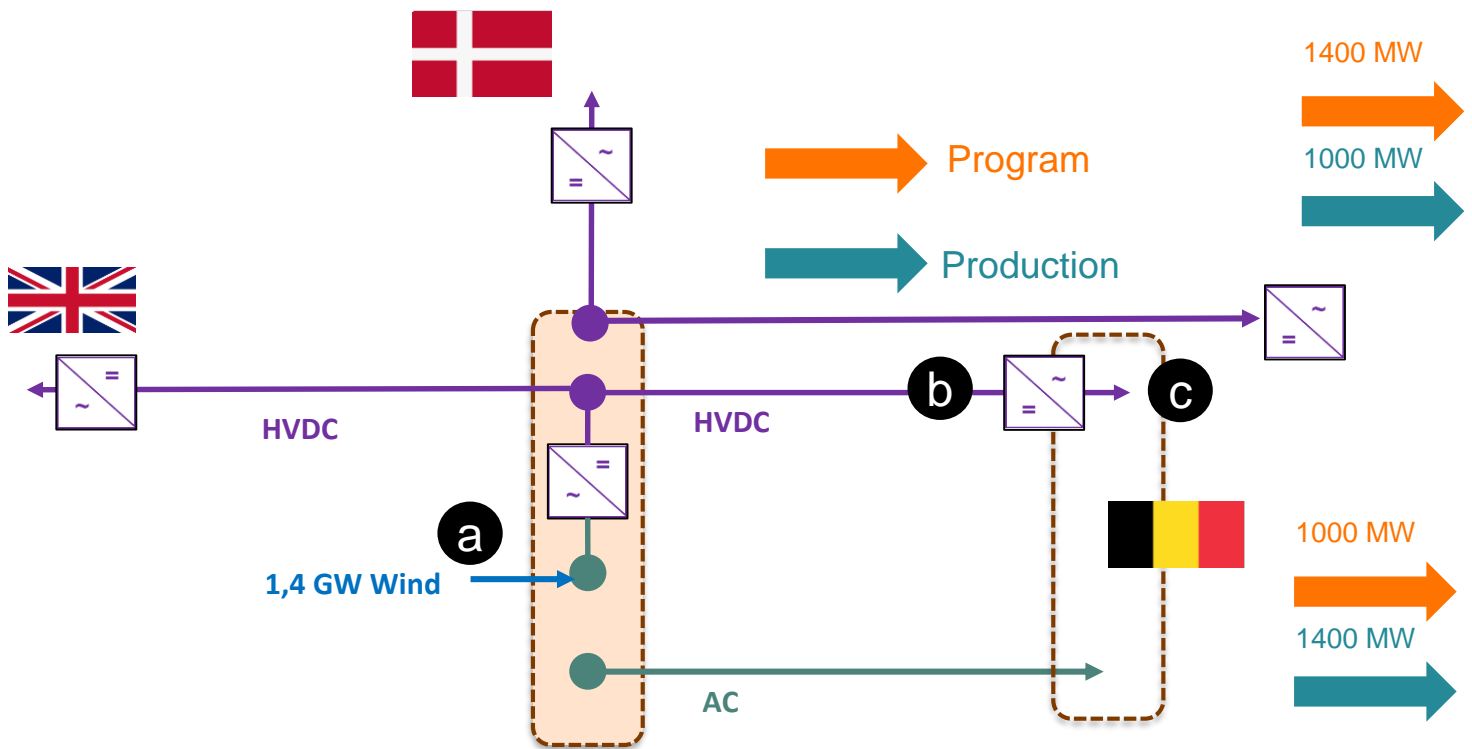 1400 MW
Program
1000 MW
Production
~
=
~
=
=
~
~
=
b
c
HVDC
HVDC
=
~
a
1,4 GW Wind
1000 MW
1400 MW
AC